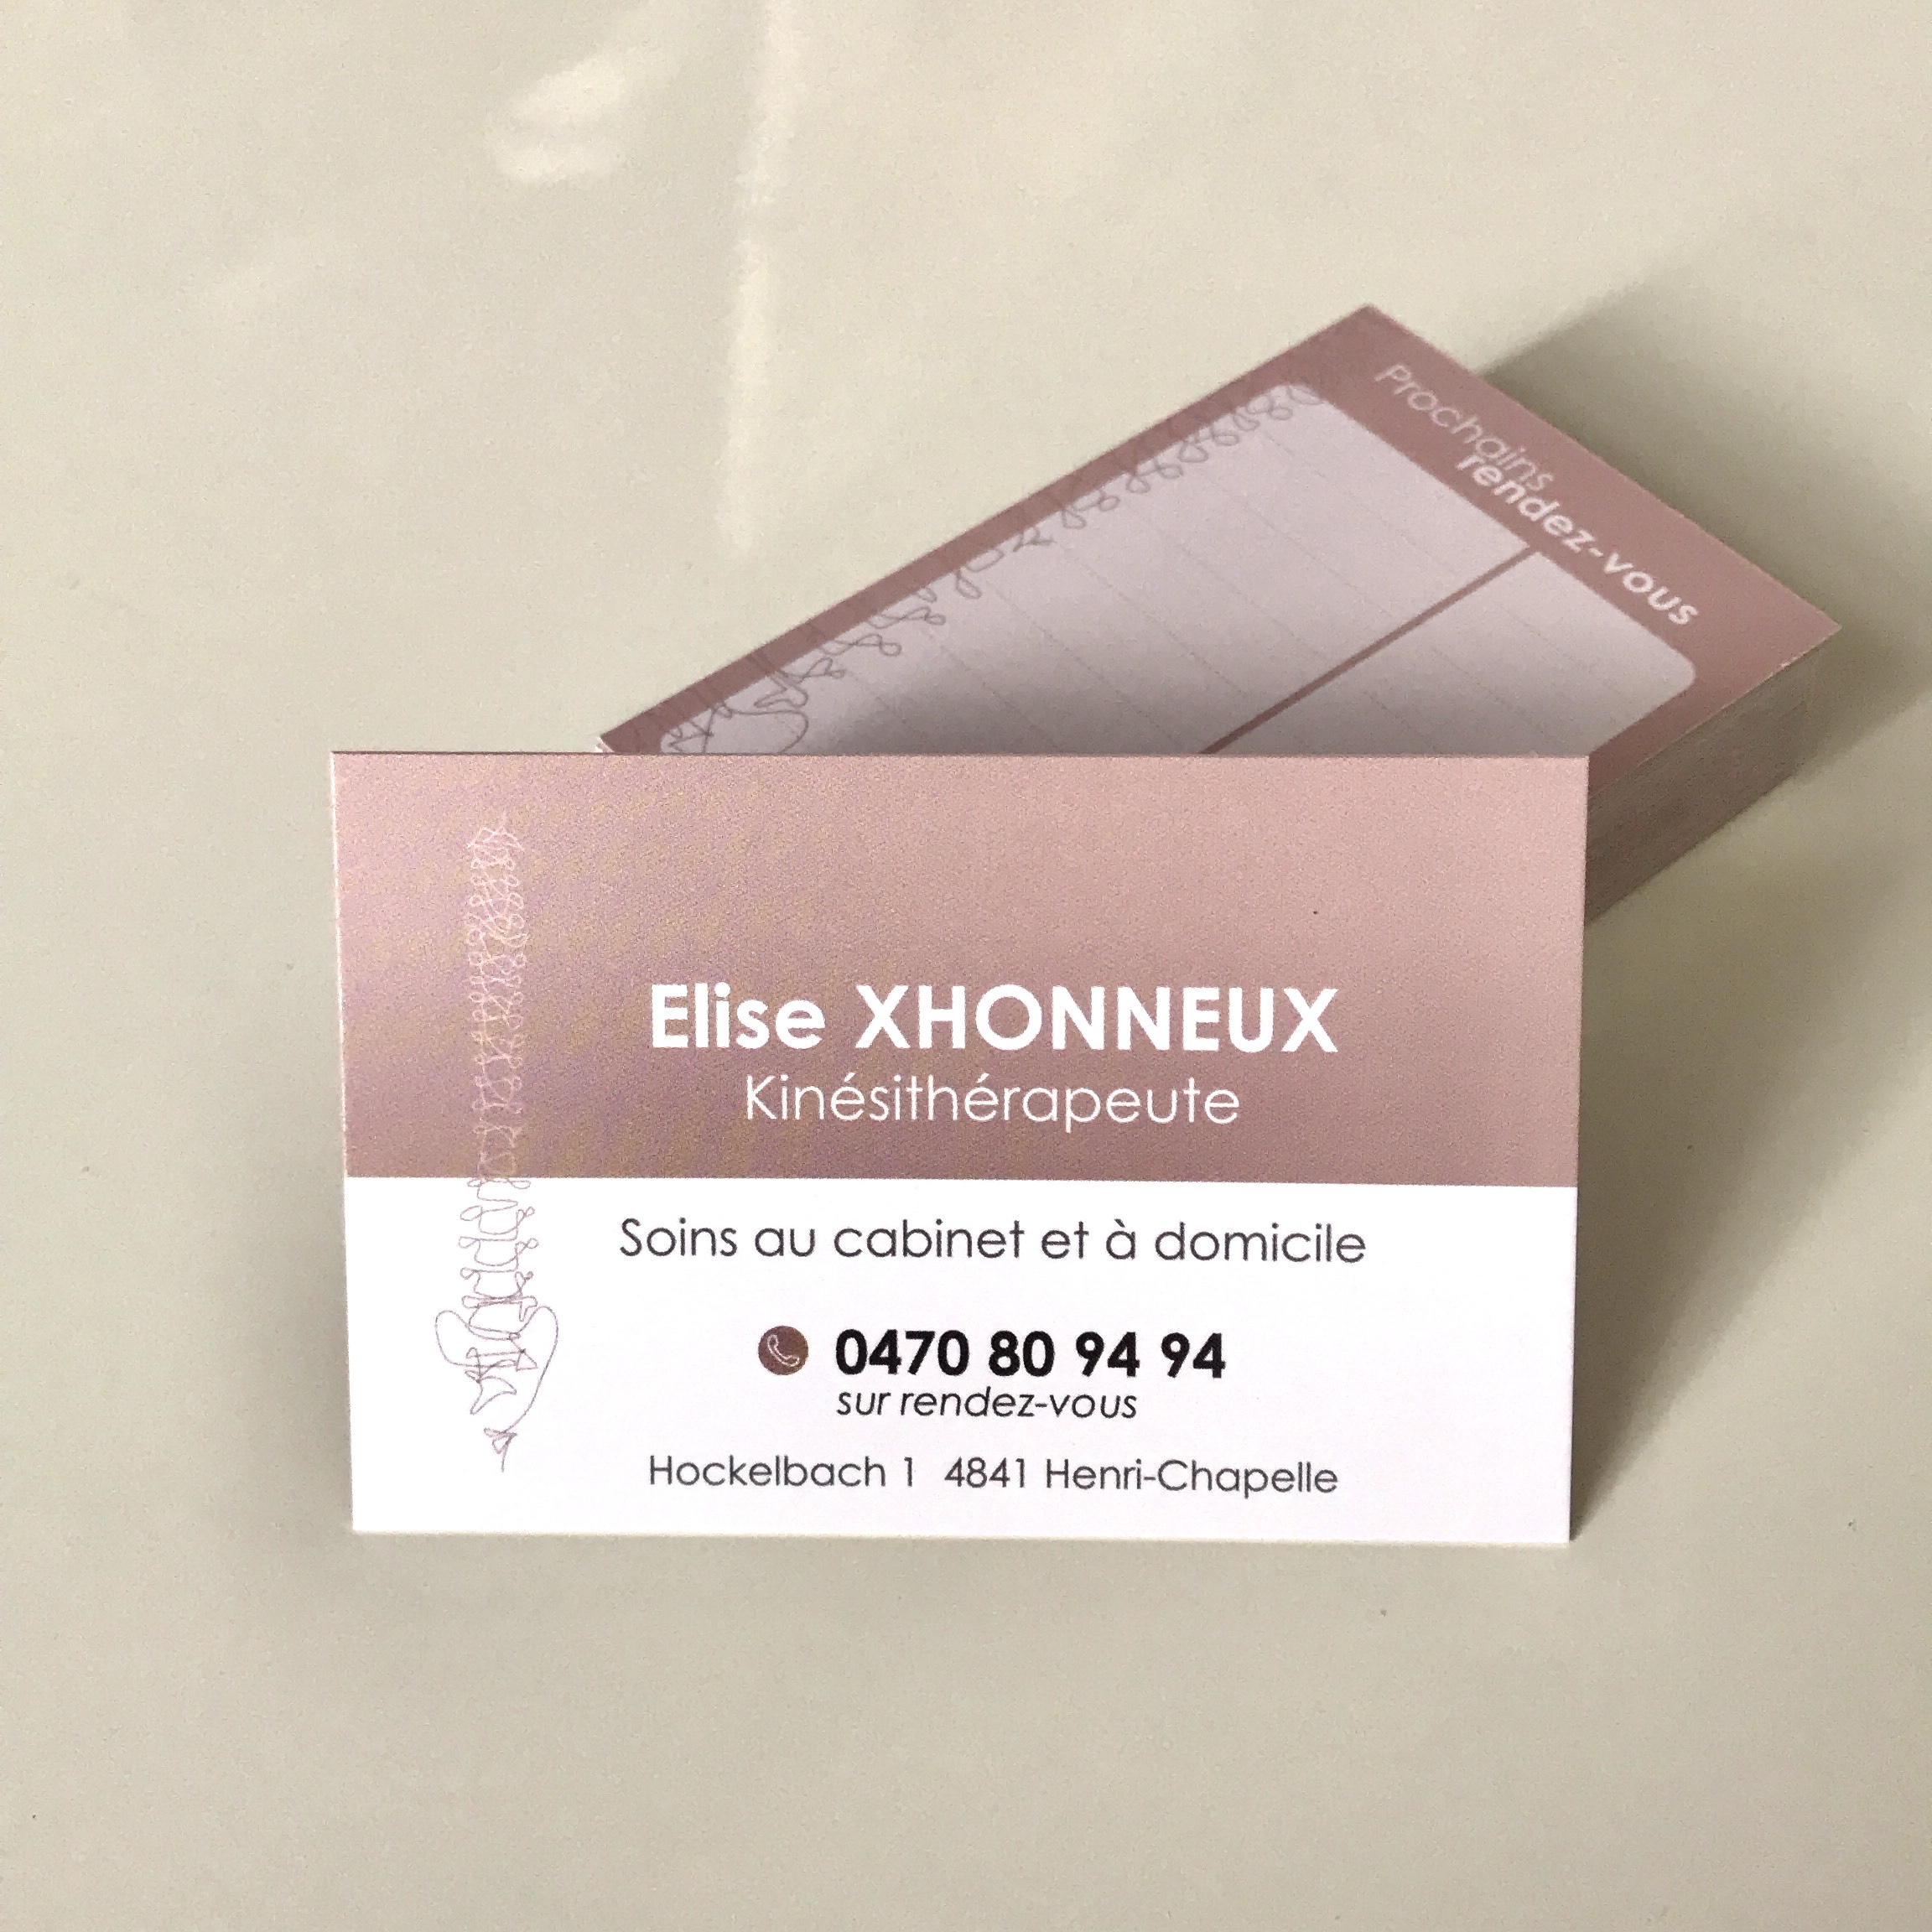 Prochains
rendez-vous
Elise XHONNEUX
Kinésithérapeute
Soins au cabinet et à domicile
0470 80 94 94
sur rendez-vous
Hockelbach 1 4841 Henri-Chapelle